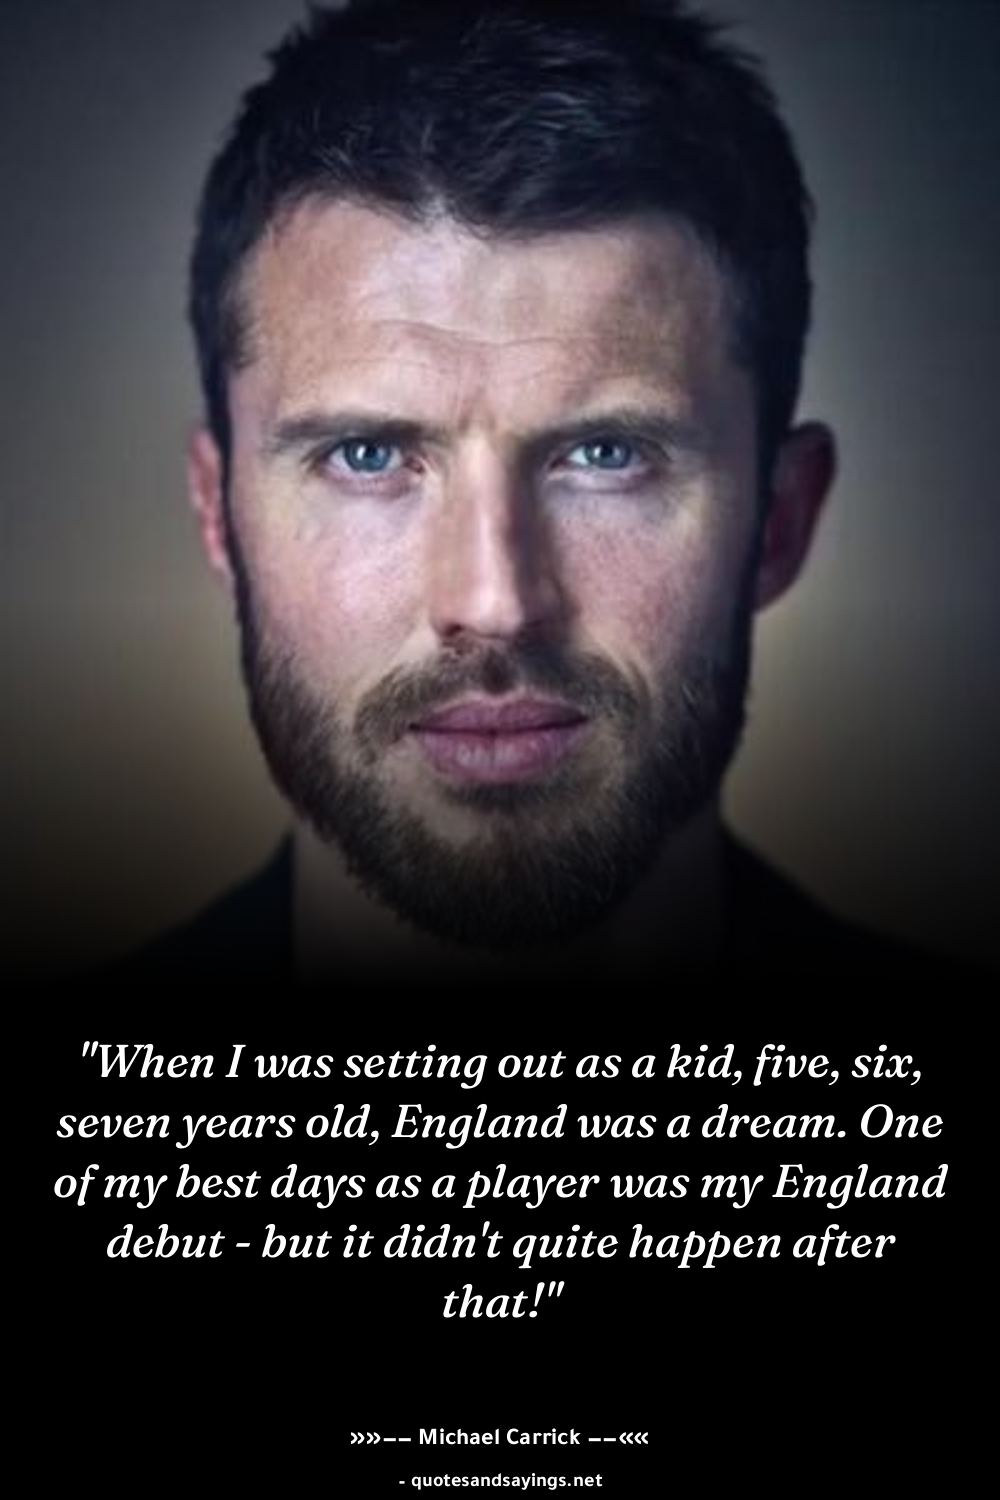 "When I was setting out as a kid, five, six,
seven years old, England was a dream. One
of my best days as a player was my England
debut - but it didn't quite happen after
that!"
»»-- Michael Carrick --««
- quotesandsayings.net